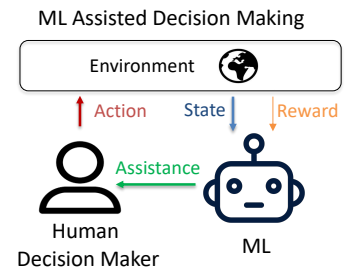 ML Assisted Decision Making
Environment
Action
State
Reward
Assistance
Human
Decision Maker
ML